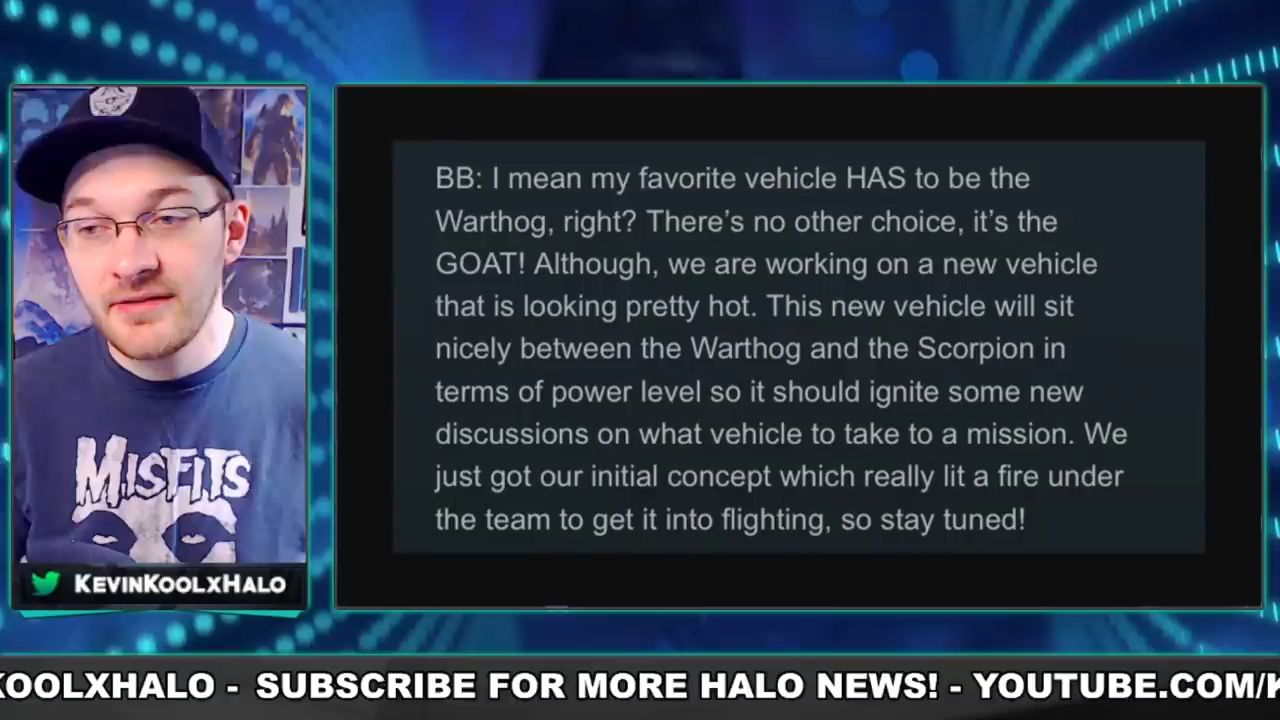 BB: I mean my favorite vehicle HAS to be the
Warthog, right? There's no other choice, it's the
GOAT! Although, we are working on a new vehicle
that is looking pretty hot. This new vehicle will sit
nicely between the Warthog and the Scorpion in
terms of power level so it should ignite some new
discussions on what vehicle to take to a mission. We
just got our initial concept which really lit a fire under
the team to get it into flighting, so stay tuned!
MISFITS
KEVINKOOLXHALO
KOOLXHALO - SUBSCRIBE FOR MORE HALO NEWS! - YOUTUBE.COM/K